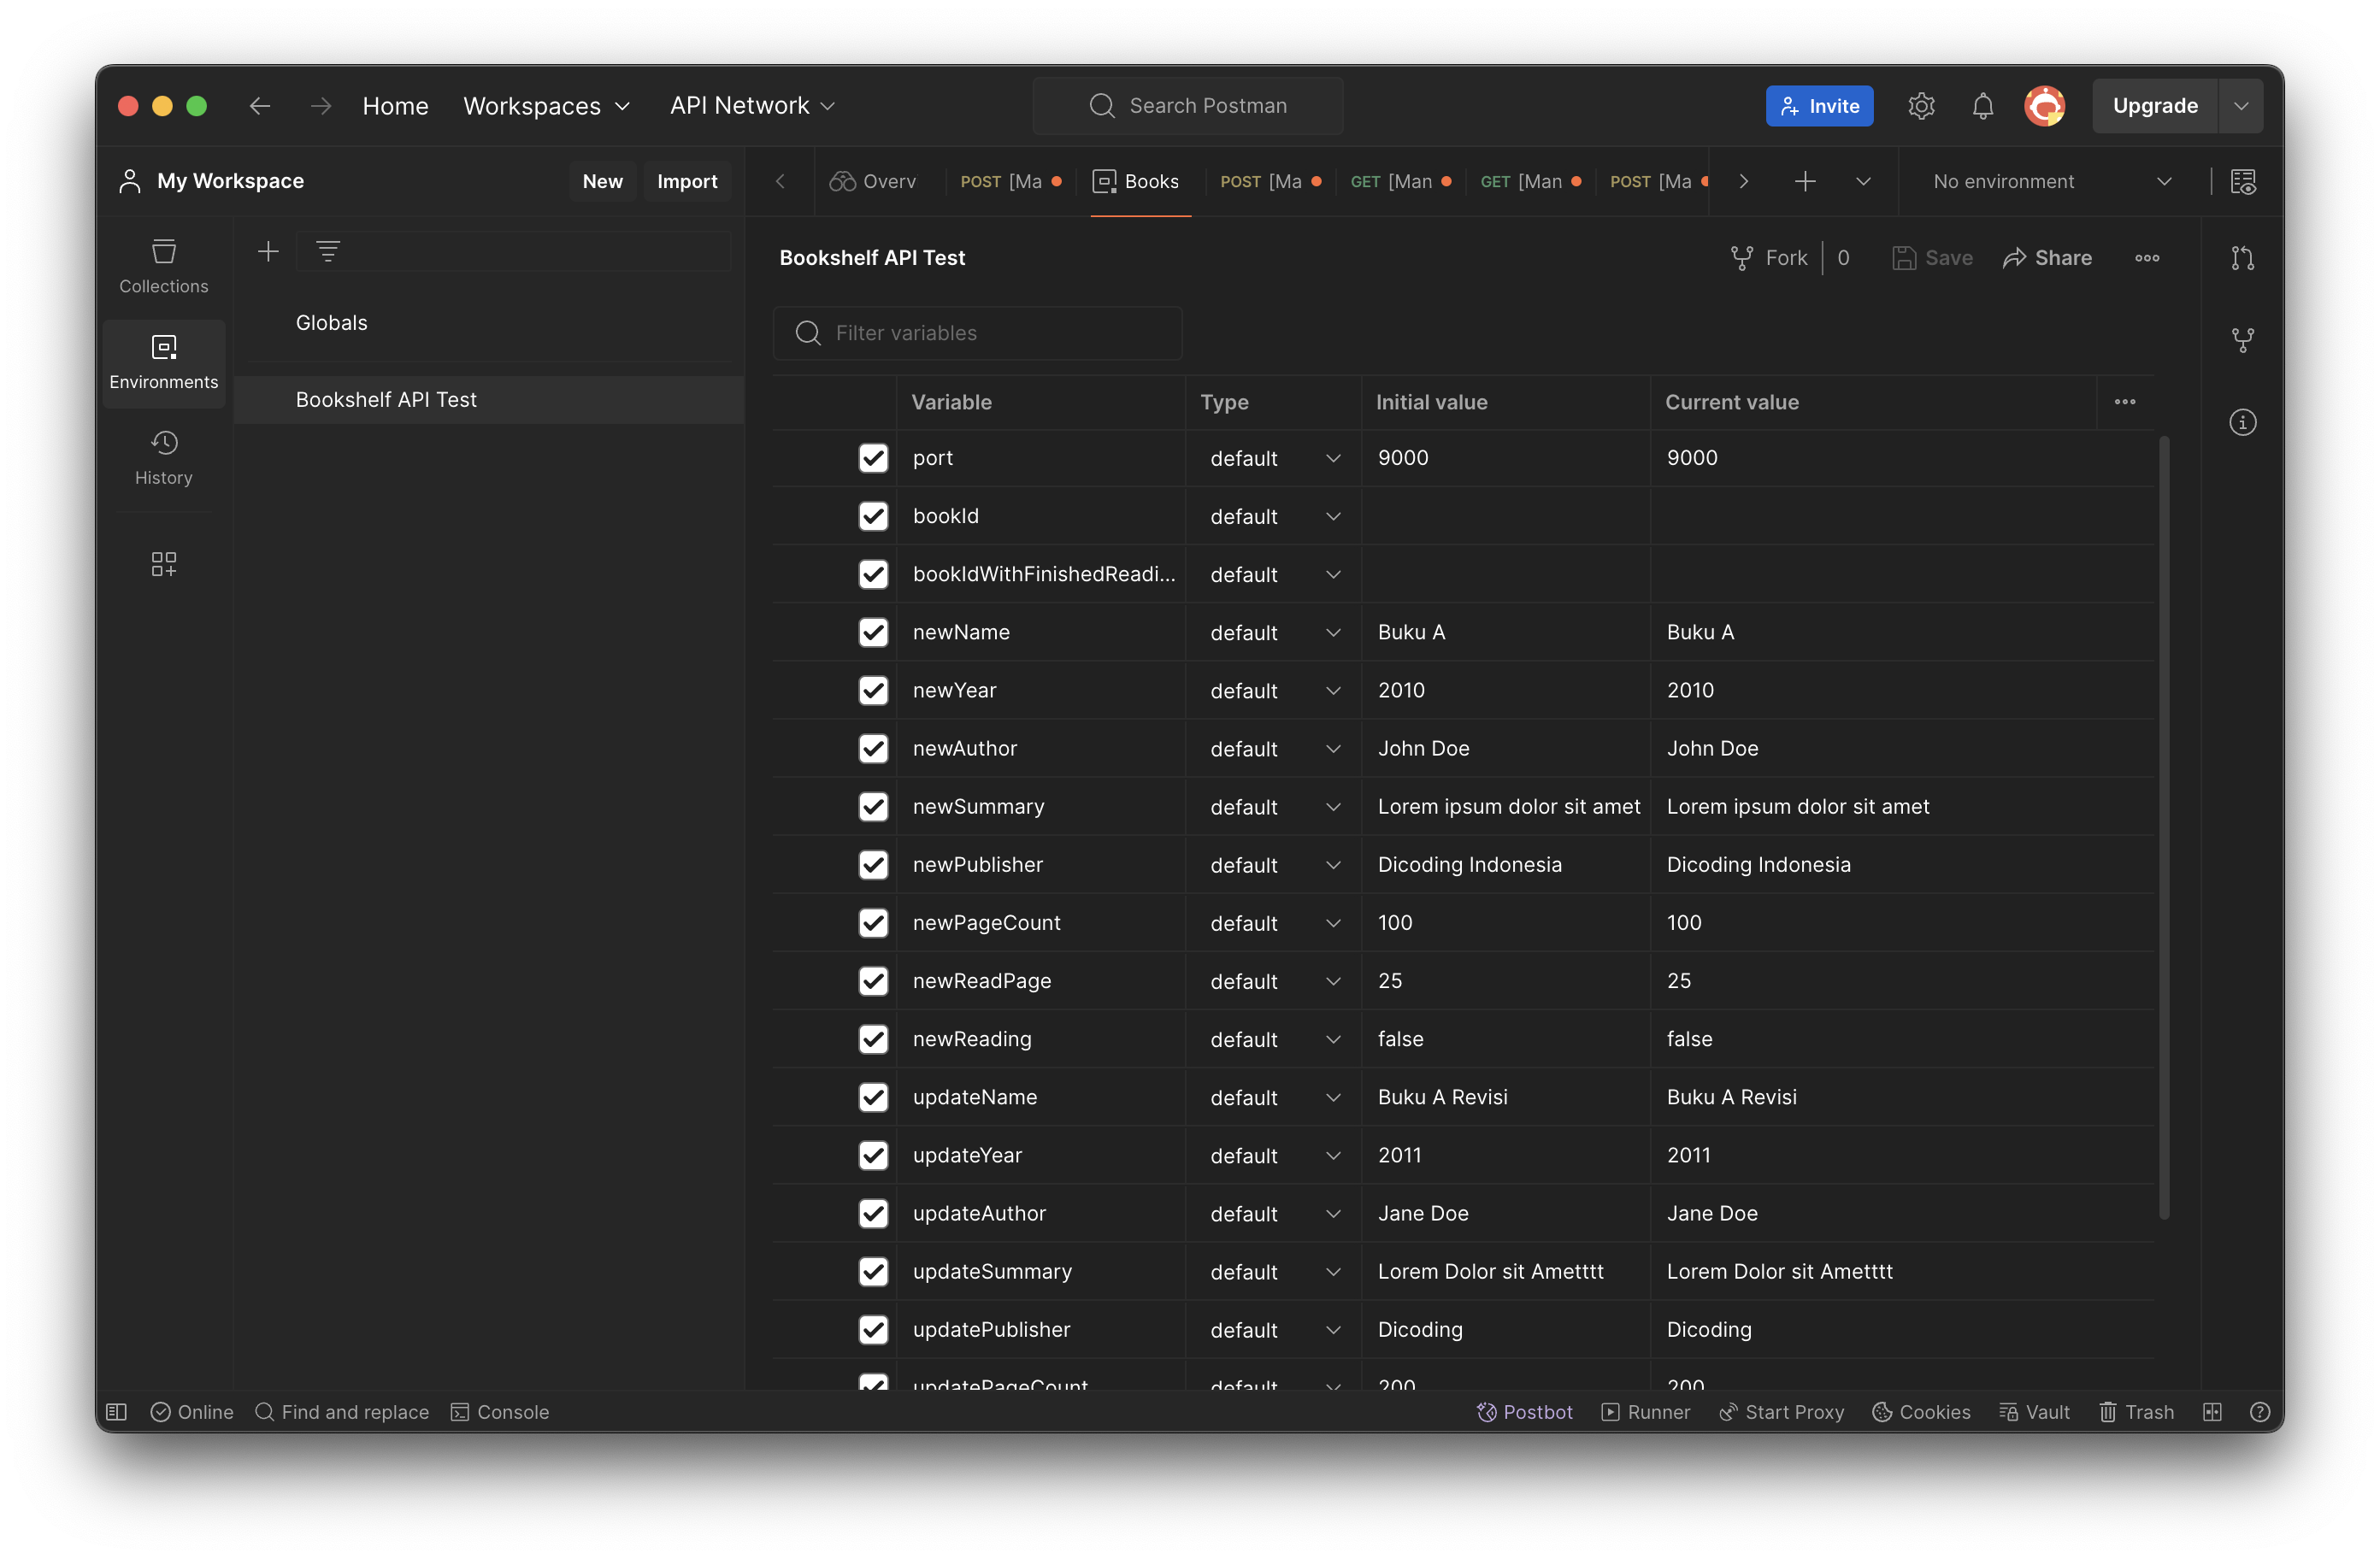 Home Workspaces API Network Search Postman Invite Upgrade
My Workspace New Import Overv POST [Ma Books POST [Ma GET [Man GET [Man POST [Ma No environment
Collections
Environments
History
Globals
Bookshelf API Test
Bookshelf API Test Fork 0 Save Share
Filter variables
Variable Type Initial value Current value
port default 9000 9000
bookId default
bookIdWithFinishedReadi... default
newName default Buku A Buku A
newYear default 2010 2010
newAuthor default John Doe John Doe
newSummary default Lorem ipsum dolor sit amet Lorem ipsum dolor sit amet
newPublisher default Dicoding Indonesia Dicoding Indonesia
newPageCount default 100 100
newReadPage default 25 25
newReading default false false
updateName default Buku A Revisi Buku A Revisi
updateYear default 2011 2011
updateAuthor default Jane Doe Jane Doe
updateSummary default Lorem Dolor sit Ametttt Lorem Dolor sit Ametttt
updatePublisher default Dicoding Dicoding
updatePageCount default 200 200
Online Find and replace Console Postbot Runner Start Proxy Cookies Vault Trash